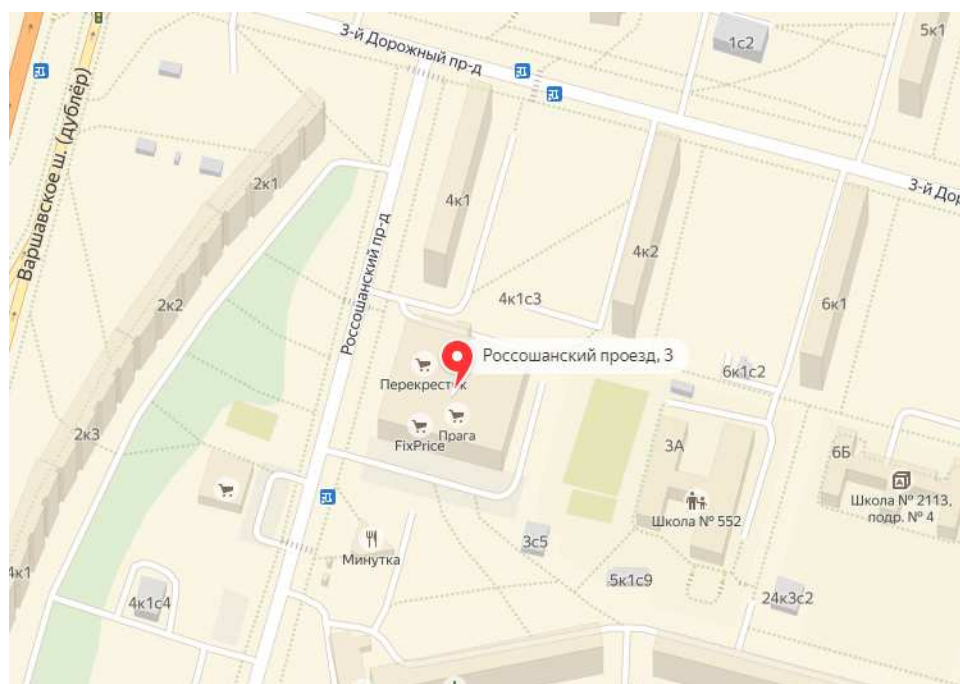 5к1
1с2
3-й Дорожный пр-д
Варшавское ш. (дублёр)
2к1
4к1
3-й Дор
4к2
2к2
Россошанский пр-д
4к1с3
6к1
Россошанский проезд, 3
6к1с2
Перекресток
Прага
FixPrice
2к3
3А
6Б
Школа № 2113,
подр. № 4
Школа № 552
3с5
Минутка
4к1
5к1с9
4к1с4
24к3с2